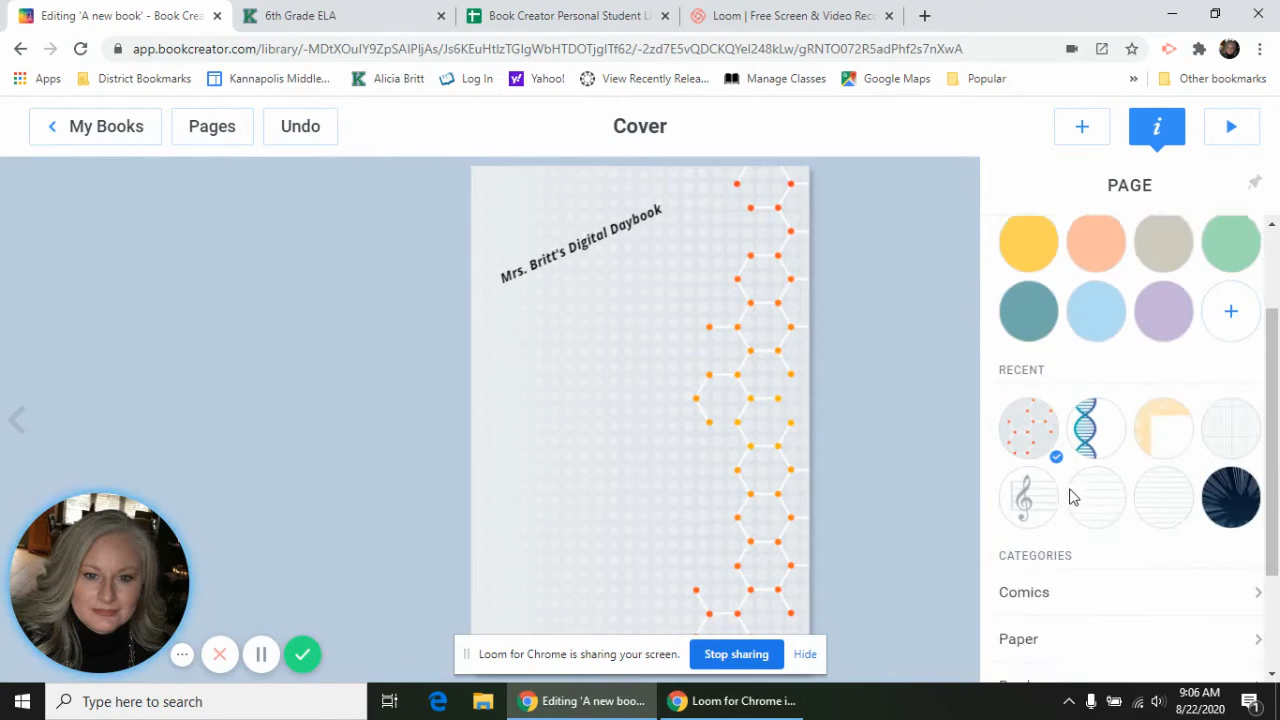 Editing 'A new book' - Book Crea
6th Grade ELA
Book Creator Personal Student Li
Loom | Free Screen & Video Rec
app.bookcreator.com/library/-MDtXOuIY9ZpSAIPIjAs/Js6KEuHtlzTGIgWbHTDOTjgITf62/-2zd7E5vQDCKQYel248kLw/gRNTO072R5adPhf2s7nXwA
Apps
District Bookmarks
Kannapolis Middle...
Alicia Britt
Log In
Yahoo!
View Recently Relea...
Manage Classes
Google Maps
Popular
Other bookmarks
My Books
Pages
Undo
Cover
PAGE
Mrs. Britt's Digital Daybook
RECENT
CATEGORIES
Comics
Paper
Loom for Chrome is sharing your screen.
Stop sharing
Hide
Type here to search
Editing 'A new boo...
Loom for Chrome i...
9:06 AM
8/22/2020